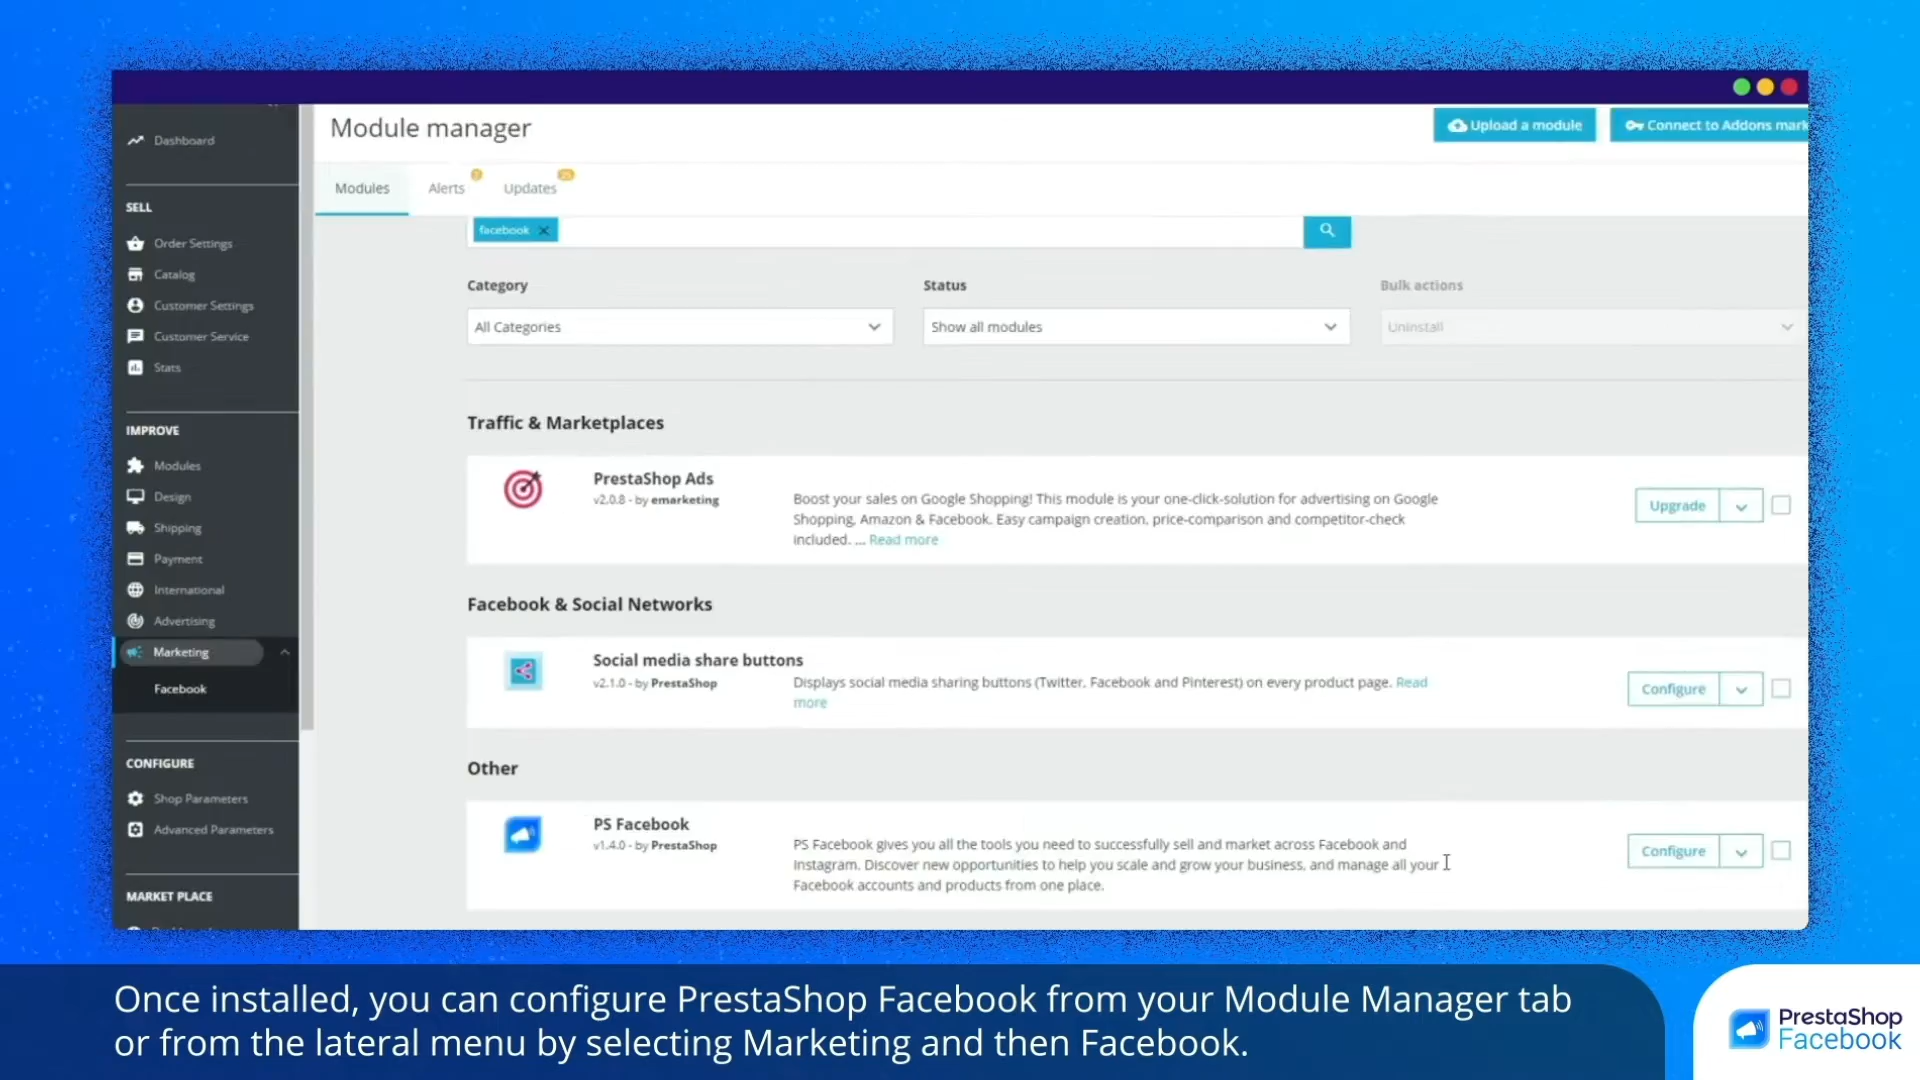 Module manager
Upload a module
Connect to Addons mark
Dashboard
Modules
Alerts
Updates
SELL
Order Settings
Catalog
Customer Settings
Customer Service
Stats
IMPROVE
Modules
Design
Shipping
Payment
International
Advertising
Marketing
Facebook
CONFIGURE
Shop Parameters
Advanced Parameters
MARKET PLACE
facebook
Category
Status
Bulk actions
All Categories
Show all modules
Uninstall
Traffic & Marketplaces
PrestaShop Ads
v2.0.8 - by emarketing
Boost your sales on Google Shopping! This module is your one-click-solution for advertising on Google
Shopping, Amazon & Facebook. Easy campaign creation, price-comparison and competitor-check
included. ... Read more
Upgrade
Facebook & Social Networks
Social media share buttons
v2.1.0 - by PrestaShop
Displays social media sharing buttons (Twitter, Facebook and Pinterest) on every product page. Read
more
Configure
Other
PS Facebook
v1.4.0 - by PrestaShop
PS Facebook gives you all the tools you need to successfully sell and market across Facebook and
Instagram. Discover new opportunities to help you scale and grow your business, and manage all your
Facebook accounts and products from one place.
Configure
Once installed, you can configure PrestaShop Facebook from your Module Manager tab
or from the lateral menu by selecting Marketing and then Facebook.
PrestaShop
Facebook